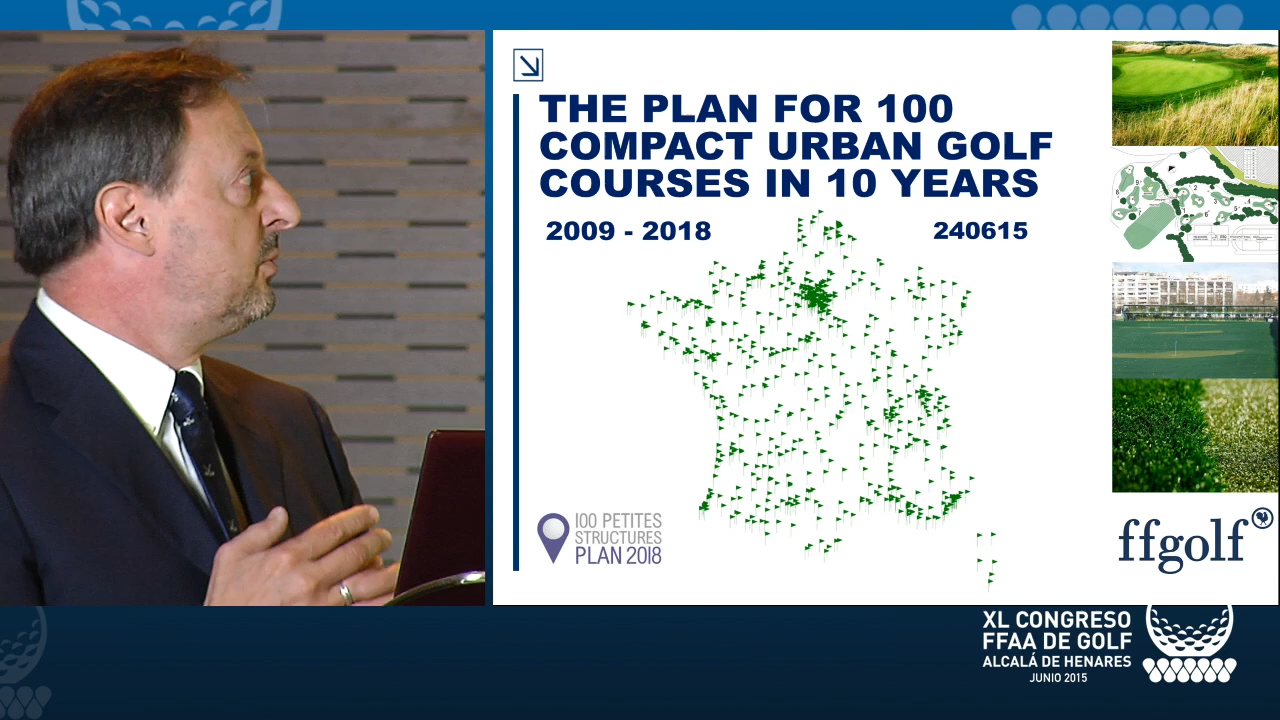 THE PLAN FOR 100
COMPACT URBAN GOLF
COURSES IN 10 YEARS
2009 - 2018
240615
100 PETITES
STRUCTURES
PLAN 2018
ffgolf
XL CONGRESO
FFAA DE GOLF
ALCALÁ DE HENARES
JUNIO 2015